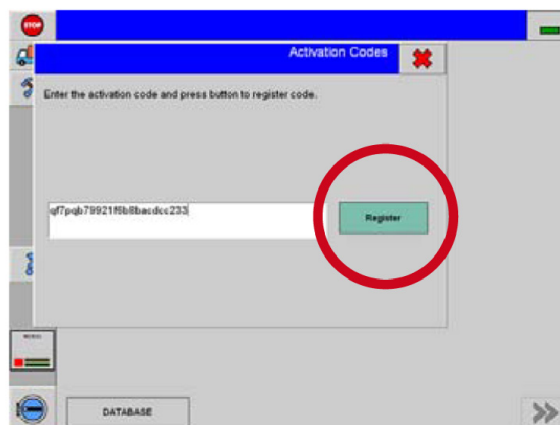 STOP
Activation Codes
Enter the activation code and press button to register code.
qf7pqb79921f6b8bacdcc233
Register
DATABASE